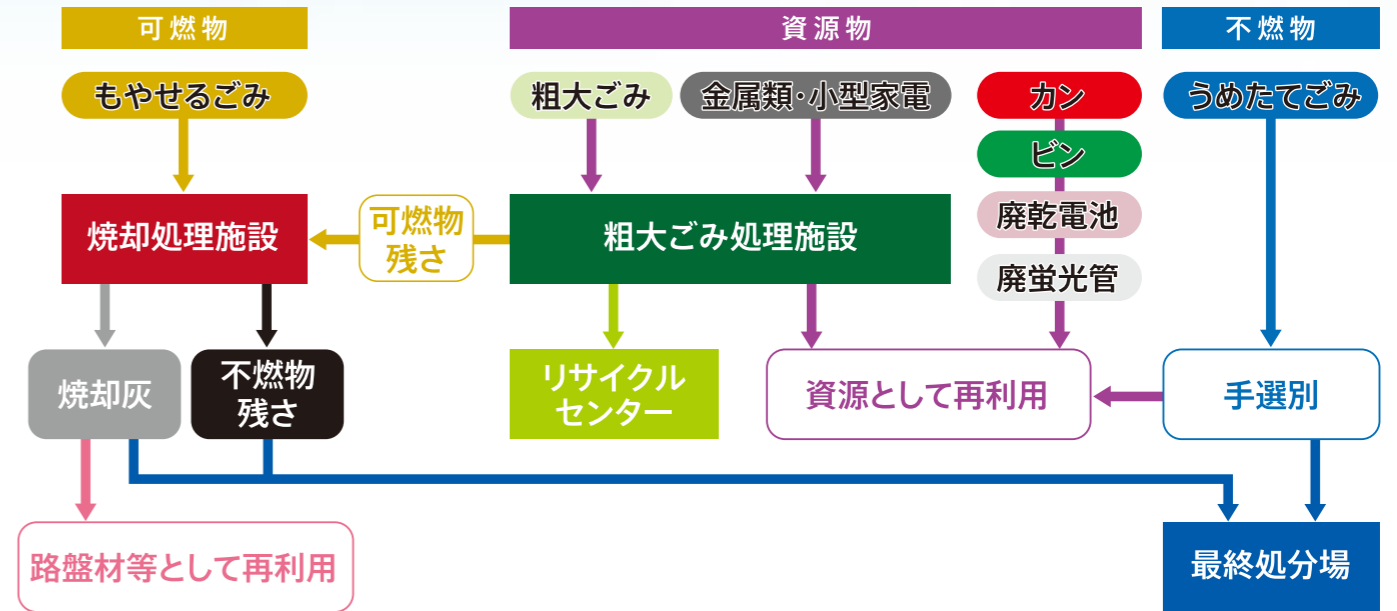 可燃物
資源物
不燃物
もやせるごみ
粗大ごみ
金属類・小型家電
カン
うめたてごみ
ビン
廃乾電池
廃蛍光管
焼却処理施設
可燃物
残さ
粗大ごみ処理施設
焼却灰
不燃物
残さ
リサイクル
センター
資源として再利用
手選別
路盤材等として再利用
最終処分場